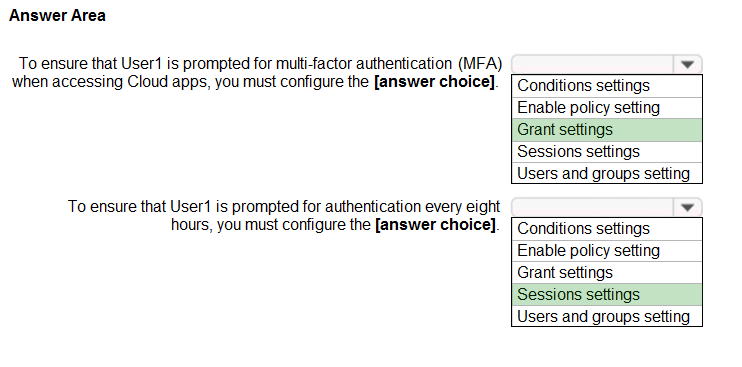 Answer Area
To ensure that User1 is prompted for multi-factor authentication (MFA)
when accessing Cloud apps, you must configure the [answer choice].
Conditions settings
Enable policy setting
Grant settings
Sessions settings
Users and groups setting
To ensure that User1 is prompted for authentication every eight
hours, you must configure the [answer choice].
Conditions settings
Enable policy setting
Grant settings
Sessions settings
Users and groups setting